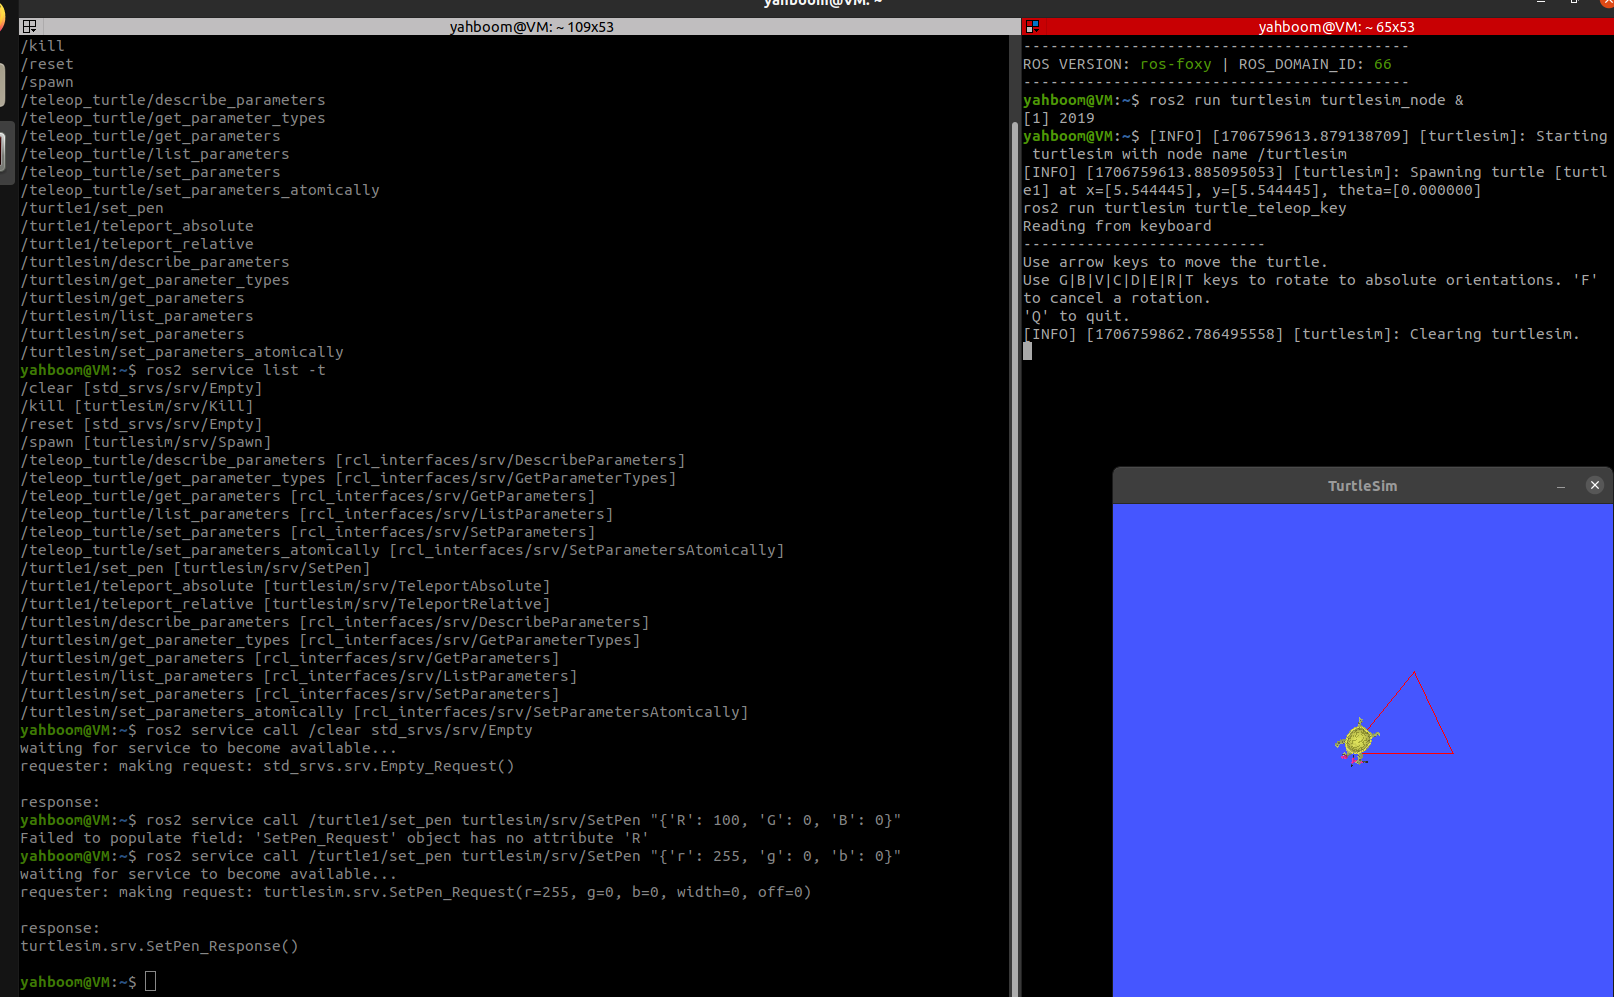 yahboom@VM: ~
yahboom@VM: ~ 109x53
/kill
/reset
/spawn
/teleop_turtle/describe_parameters
/teleop_turtle/get_parameter_types
/teleop_turtle/get_parameters
/teleop_turtle/list_parameters
/teleop_turtle/set_parameters
/teleop_turtle/set_parameters_atomically
/turtle1/set_pen
/turtle1/teleport_absolute
/turtle1/teleport_relative
/turtlesim/describe_parameters
/turtlesim/get_parameter_types
/turtlesim/get_parameters
/turtlesim/list_parameters
/turtlesim/set_parameters
/turtlesim/set_parameters_atomically
yahboom@VM:~$ ros2 service list -t
/clear [std_srvs/srv/Empty]
/kill [turtlesim/srv/Kill]
/reset [std_srvs/srv/Empty]
/spawn [turtlesim/srv/Spawn]
/teleop_turtle/describe_parameters [rcl_interfaces/srv/DescribeParameters]
/teleop_turtle/get_parameter_types [rcl_interfaces/srv/GetParameterTypes]
/teleop_turtle/get_parameters [rcl_interfaces/srv/GetParameters]
/teleop_turtle/list_parameters [rcl_interfaces/srv/ListParameters]
/teleop_turtle/set_parameters [rcl_interfaces/srv/SetParameters]
/teleop_turtle/set_parameters_atomically [rcl_interfaces/srv/SetParametersAtomically]
/turtle1/set_pen [turtlesim/srv/SetPen]
/turtle1/teleport_absolute [turtlesim/srv/TeleportAbsolute]
/turtle1/teleport_relative [turtlesim/srv/TeleportRelative]
/turtlesim/describe_parameters [rcl_interfaces/srv/DescribeParameters]
/turtlesim/get_parameter_types [rcl_interfaces/srv/GetParameterTypes]
/turtlesim/get_parameters [rcl_interfaces/srv/GetParameters]
/turtlesim/list_parameters [rcl_interfaces/srv/ListParameters]
/turtlesim/set_parameters [rcl_interfaces/srv/SetParameters]
/turtlesim/set_parameters_atomically [rcl_interfaces/srv/SetParametersAtomically]
yahboom@VM:~$ ros2 service call /clear std_srvs/srv/Empty
waiting for service to become available...
requester: making request: std_srvs.srv.Empty_Request()
response:
yahboom@VM:~$ ros2 service call /turtle1/set_pen turtlesim/srv/SetPen "{'R': 100, 'G': 0, 'B': 0}"
Failed to populate field: 'SetPen_Request' object has no attribute 'R'
yahboom@VM:~$ ros2 service call /turtle1/set_pen turtlesim/srv/SetPen "{'r': 255, 'g': 0, 'b': 0}"
waiting for service to become available...
requester: making request: turtlesim.srv.SetPen_Request(r=255, g=0, b=0, width=0, off=0)
response:
turtlesim.srv.SetPen_Response()
yahboom@VM:~$
yahboom@VM: ~ 65x53
-------------------------------------------
ROS VERSION: ros-foxy | ROS_DOMAIN_ID: 66
-------------------------------------------
yahboom@VM:~$ ros2 run turtlesim turtlesim_node &
[1] 2019
yahboom@VM:~$ [INFO] [1706759613.879138709] [turtlesim]: Starting
 turtlesim with node name /turtlesim
[INFO] [1706759613.885095053] [turtlesim]: Spawning turtle [turtl
e1] at x=[5.544445], y=[5.544445], theta=[0.000000]
ros2 run turtlesim turtle_teleop_key
Reading from keyboard
---------------------------
Use arrow keys to move the turtle.
Use G|B|V|C|D|E|R|T keys to rotate to absolute orientations. 'F'
to cancel a rotation.
'Q' to quit.
[INFO] [1706759862.786495558] [turtlesim]: Clearing turtlesim.
TurtleSim